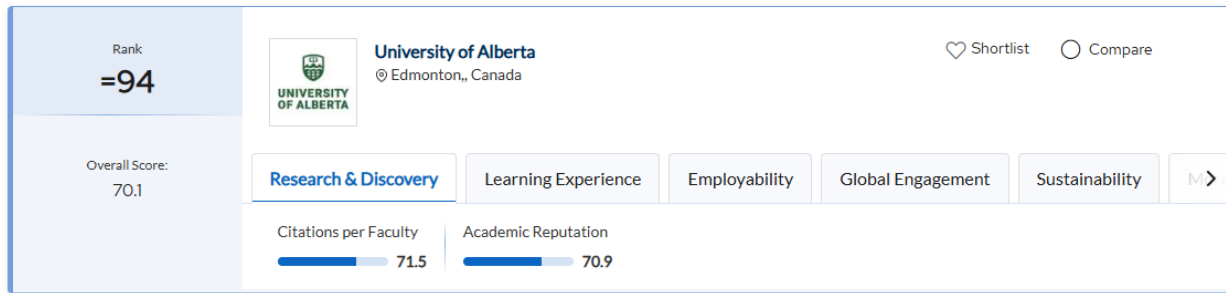 Rank
=94
Overall Score:
70.1
UNIVERSITY
OF ALBERTA
University of Alberta
Edmonton,, Canada
Shortlist
Compare
Research & Discovery
Learning Experience
Employability
Global Engagement
Sustainability
Citations per Faculty
71.5
Academic Reputation
70.9